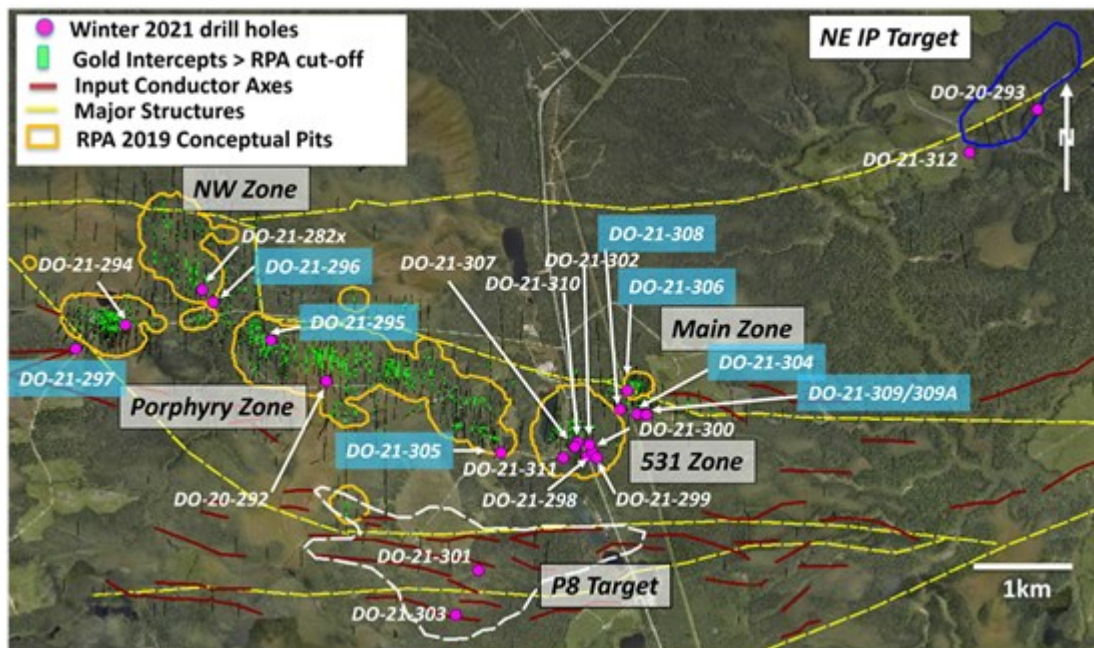 Winter 2021 drill holes
Gold Intercepts > RPA cut-off
Input Conductor Axes
Major Structures
RPA 2019 Conceptual Pits
NE IP Target
DO-20-293
N
DO-21-312
NW Zone
DO-21-282x
DO-21-294
DO-21-296
DO-21-308
DO-21-307
DO-21-302
DO-21-310
DO-21-306
DO-21-295
Main Zone
DO-21-304
DO-21-297
DO-21-309/309A
Porphyry Zone
DO-21-300
DO-21-305
DO-21-311
531 Zone
DO-20-292
DO-21-298
DO-21-299
DO-21-301
P8 Target
1km
DO-21-303